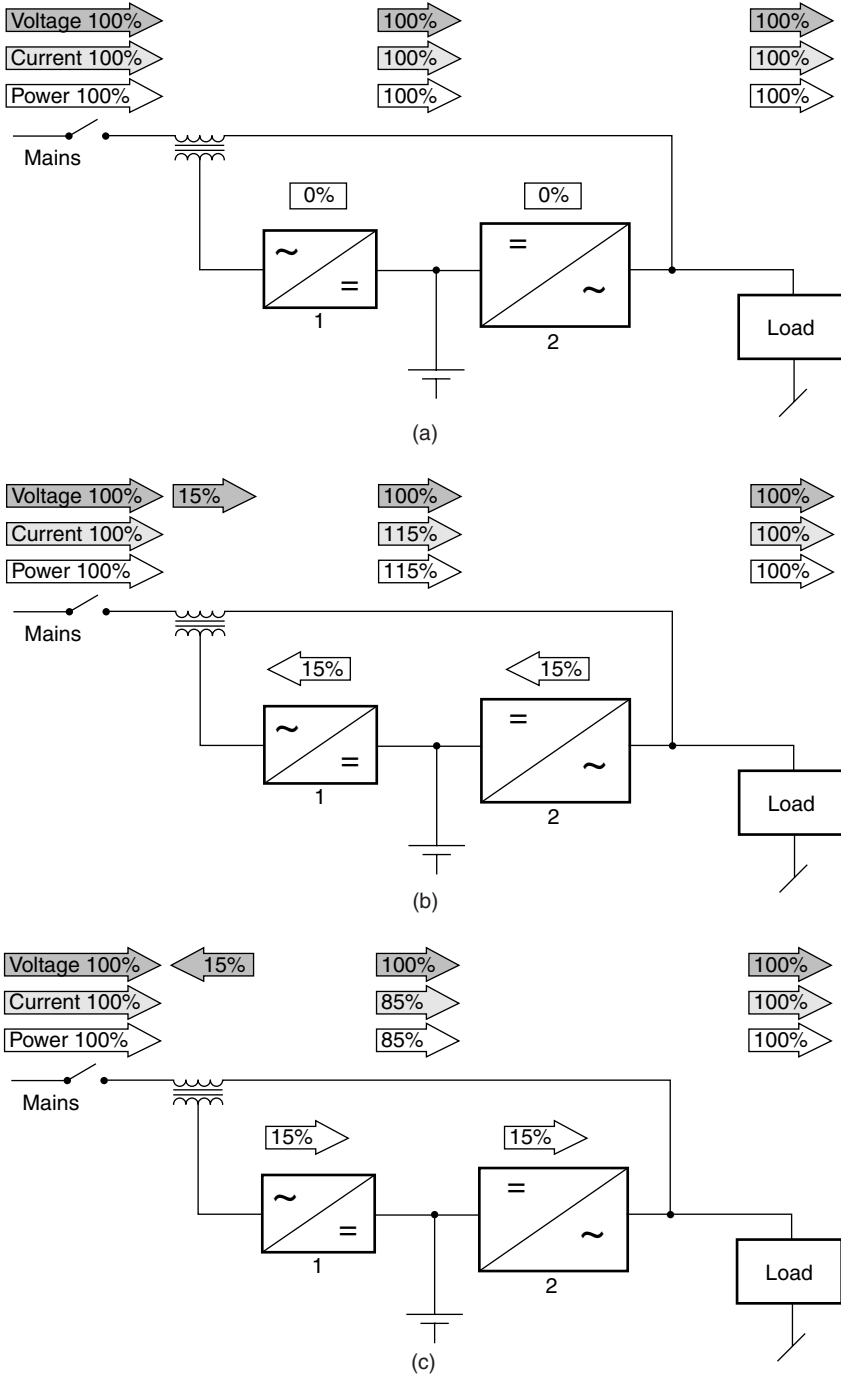 Voltage 100% 100% 100%
Current 100% 100% 100%
Power 100% 100% 100%
Mains
0% 0%
~ = = ~
1 2
Load
(a)
Voltage 100% 15% 100% 100%
Current 100% 115% 100%
Power 100% 115% 100%
Mains
15% 15%
~ = = ~
1 2
Load
(b)
Voltage 100% 15% 100% 100%
Current 100% 85% 100%
Power 100% 85% 100%
Mains
15% 15%
~ = = ~
1 2
Load
(c)